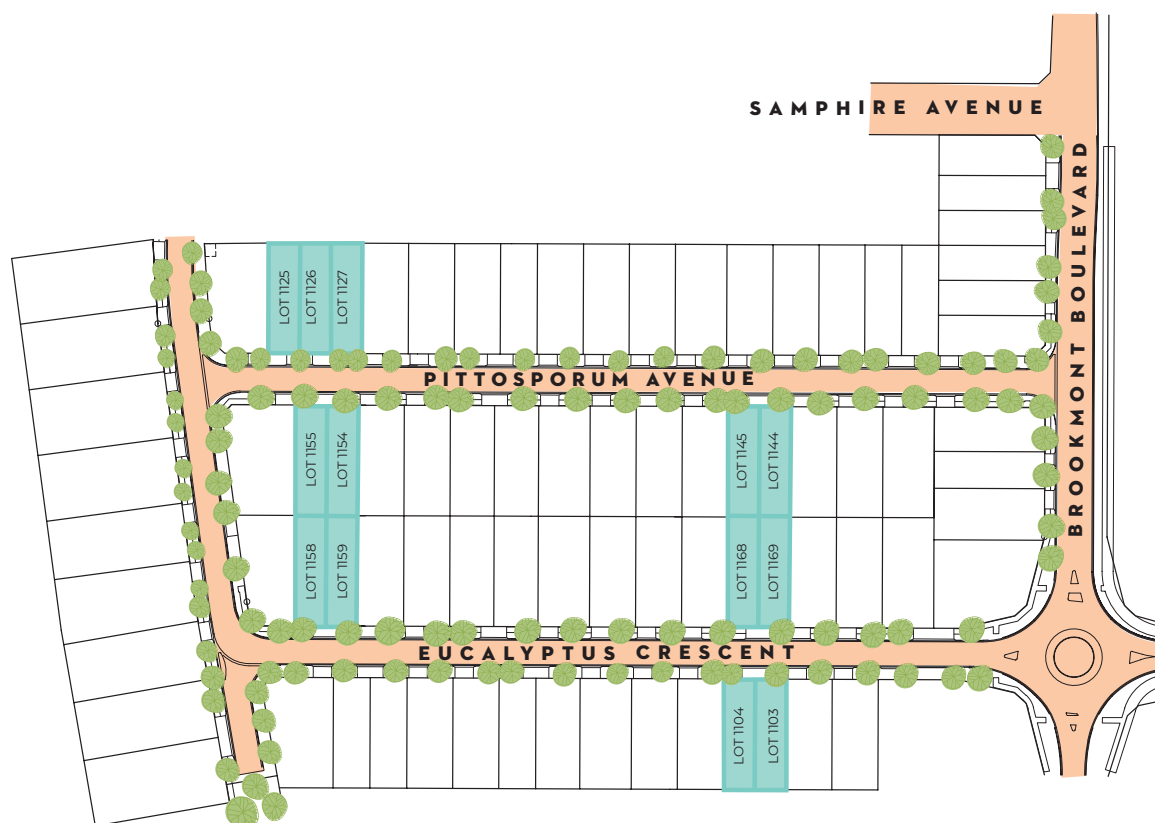 SAMPHIRE AVENUE
BROOKMONT BOULEVARD
LOT 1125
LOT 1126
LOT 1127
PITTOSPORUM AVENUE
LOT 1155
LOT 1154
LOT 1145
LOT 1144
LOT 1158
LOT 1159
LOT 1168
LOT 1169
EUCALYPTUS CRESCENT
LOT 1104
LOT 1103